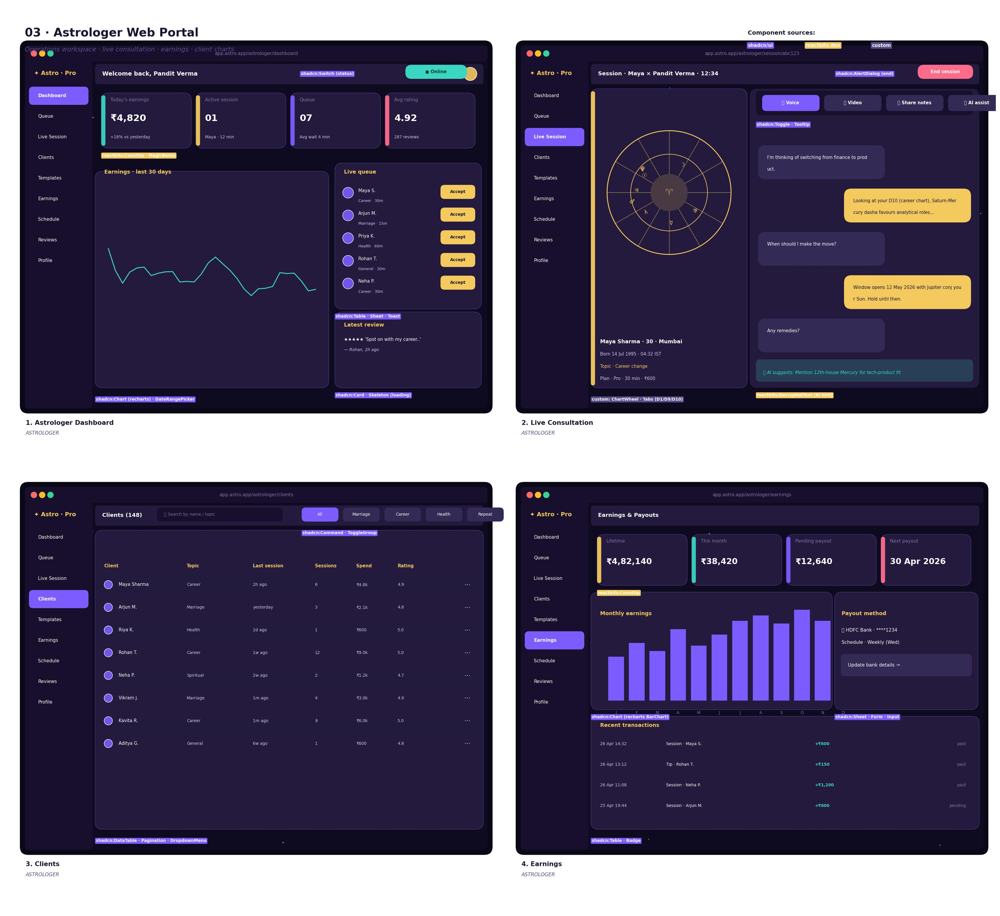 03 · Astrologer Web Portal
Operations workspace · live consultation · earnings · client charts
Component sources:
shadcn/ui
reactbits.dev
custom
app.astro.app/astrologer/dashboard
✦ Astro · Pro
Dashboard
Queue
Live Session
Clients
Templates
Earnings
Schedule
Reviews
Profile
Welcome back, Pandit Verma
shadcn:Switch (status)
● Online
Today's earnings
₹4,820
+18% vs yesterday
Active session
01
Maya · 12 min
Queue
07
Avg wait 4 min
Avg rating
4.92
287 reviews
reactbits:CountUp · MagicBento
Earnings · last 30 days
shadcn:Chart (recharts) · DateRangePicker
Live queue
Maya S.
Career · 30m
Accept
Arjun M.
Marriage · 15m
Accept
Priya K.
Health · 60m
Accept
Rohan T.
General · 30m
Accept
Neha P.
Career · 30m
Accept
shadcn:Table · Sheet · Toast
Latest review
★★★★★ 'Spot on with my career..'
— Rohan, 2h ago
shadcn:Card · Skeleton (loading)
1. Astrologer Dashboard
ASTROLOGER
app.astro.app/astrologer/session/abc123
✦ Astro · Pro
Dashboard
Queue
Live Session
Clients
Templates
Earnings
Schedule
Reviews
Profile
Session · Maya × Pandit Verma · 12:34
shadcn:AlertDialog (end)
End session
Maya Sharma · 30 · Mumbai
Born 14 Jul 1995 · 04:32 IST
Topic · Career change
Plan · Pro · 30 min · ₹600
custom: ChartWheel · Tabs (D1/D9/D10)
Voice
Video
Share notes
AI assist
shadcn:Toggle · Tooltip
I'm thinking of switching from finance to prod
uct.
Looking at your D10 (career chart), Saturn-Mer
cury dasha favours analytical roles...
When should I make the move?
Window opens 12 May 2026 with Jupiter conj you
r Sun. Hold until then.
Any remedies?
AI suggests: Mention 12th-house Mercury for tech-product fit
reactbits:DecryptedText (AI hint)
2. Live Consultation
ASTROLOGER
app.astro.app/astrologer/clients
✦ Astro · Pro
Dashboard
Queue
Live Session
Clients
Templates
Earnings
Schedule
Reviews
Profile
Clients (148)
Search by name / topic
All
Marriage
Career
Health
Repeat
shadcn:Command · ToggleGroup
Client Topic Last session Sessions Spend Rating
Maya Sharma Career 2h ago 6 ₹4.8k 4.9 ⋯
Arjun M. Marriage yesterday 3 ₹2.1k 4.8 ⋯
Riya K. Health 2d ago 1 ₹600 5.0 ⋯
Rohan T. Career 1w ago 12 ₹9.0k 5.0 ⋯
Neha P. Spiritual 2w ago 2 ₹1.2k 4.7 ⋯
Vikram J. Marriage 1m ago 4 ₹3.0k 4.9 ⋯
Kavita R. Career 1m ago 8 ₹6.0k 5.0 ⋯
Aditya G. General 6w ago 1 ₹600 4.8 ⋯
shadcn:DataTable · Pagination · DropdownMenu
3. Clients
ASTROLOGER
app.astro.app/astrologer/earnings
✦ Astro · Pro
Dashboard
Queue
Live Session
Clients
Templates
Earnings
Schedule
Reviews
Profile
Earnings & Payouts
Lifetime
₹4,82,140
This month
₹38,420
Pending payout
₹12,640
Next payout
30 Apr 2026
reactbits:CountUp
Monthly earnings
J F M A M J J A S O N D
shadcn:Chart (recharts BarChart)
Payout method
HDFC Bank · ****1234
Schedule · Weekly (Wed)
Update bank details →
shadcn:Sheet · Form · Input
Recent transactions
26 Apr 14:32 Session · Maya S. +₹600 paid
26 Apr 13:12 Tip · Rohan T. +₹150 paid
26 Apr 11:08 Session · Neha P. +₹1,200 paid
25 Apr 19:44 Session · Arjun M. +₹600 pending
shadcn:Table · Badge
4. Earnings
ASTROLOGER